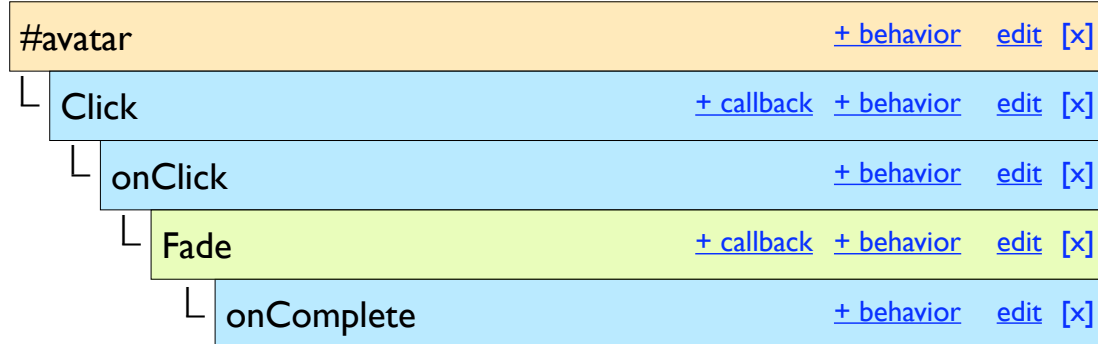 #avatar + behavior edit [x]
Click + callback + behavior edit [x]
onClick + behavior edit [x]
Fade + callback + behavior edit [x]
onComplete + behavior edit [x]